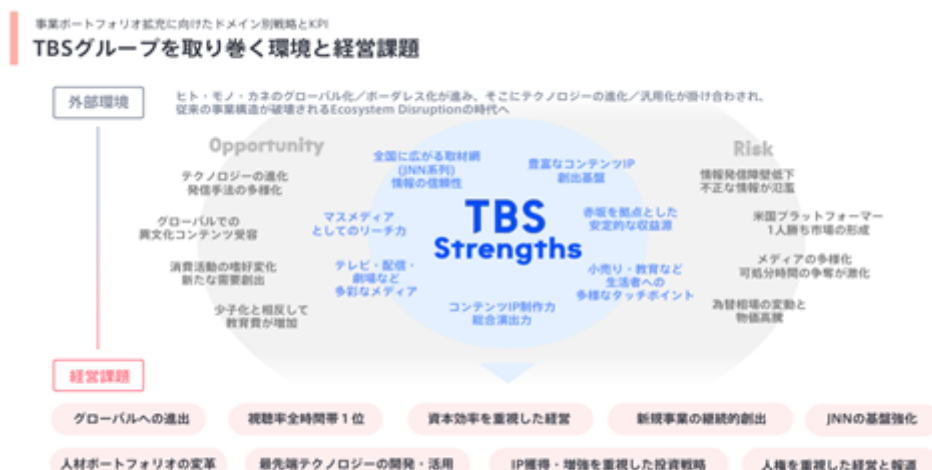 事業ポートフォリオ拡充に向けたドメイン別戦略とKPI
TBSグループを取り巻く環境と経営課題
外部環境
ヒト・モノ・カネのグローバル化／ボーダレス化が進み、そこにテクノロジーの進化／汎用化が掛け合わされ、
従来の事業構造が破壊されるEcosystem Disruptionの時代へ
Opportunity
テクノロジーの進化
発信手法の多様化
グローバルでの
異文化コンテンツ受容
消費活動の嗜好変化
新たな需要創出
少子化と相反して
教育費が増加
全国に広がる取材網
(JNN系列)
情報の信頼性
豊富なコンテンツIP
創出基盤
マスメディア
としてのリーチ力
TBS
Strengths
赤坂を拠点とした
安定的な収益源
テレビ・配信・
劇場など
多彩なメディア
小売り・教育など
生活者への
多様なタッチポイント
コンテンツIP制作力
総合演出力
Risk
情報発信障壁低下
不正な情報が氾濫
米国プラットフォーマー
1人勝ち市場の形成
メディアの多様化
可処分時間の争奪が激化
為替相場の変動と
物価高騰
経営課題
グローバルへの進出
視聴率全時間帯１位
資本効率を重視した経営
新規事業の継続的創出
JNNの基盤強化
人材ポートフォリオの変革
最先端テクノロジーの開発・活用
IP獲得・増強を重視した投資戦略
人権を重視した経営と報道